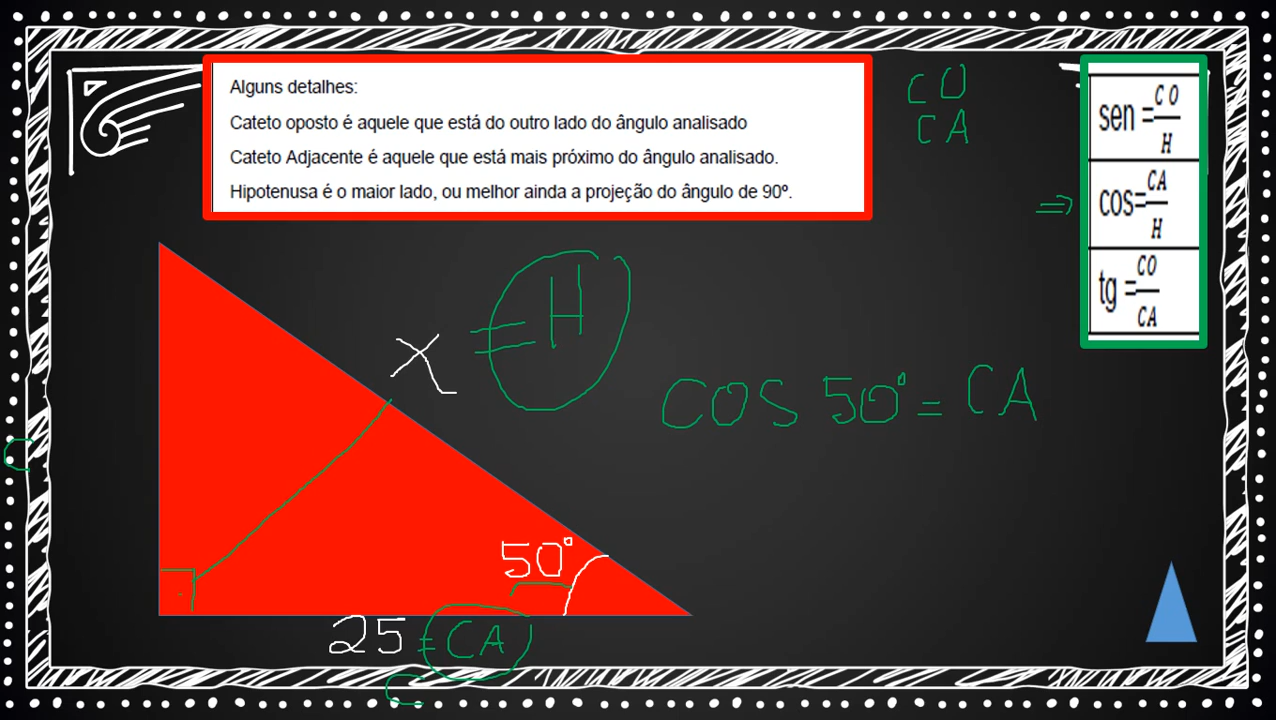 Alguns detalhes:
Cateto oposto é aquele que está do outro lado do ângulo analisado
Cateto Adjacente é aquele que está mais próximo do ângulo analisado.
Hipotenusa é o maior lado, ou melhor ainda a projeção do ângulo de 90º.
CO
CA
sen = CO/H
⇒ cos= CA/H
tg = CO/CA
x = H
COS 50° = CA
50°
25 = CA
C
C